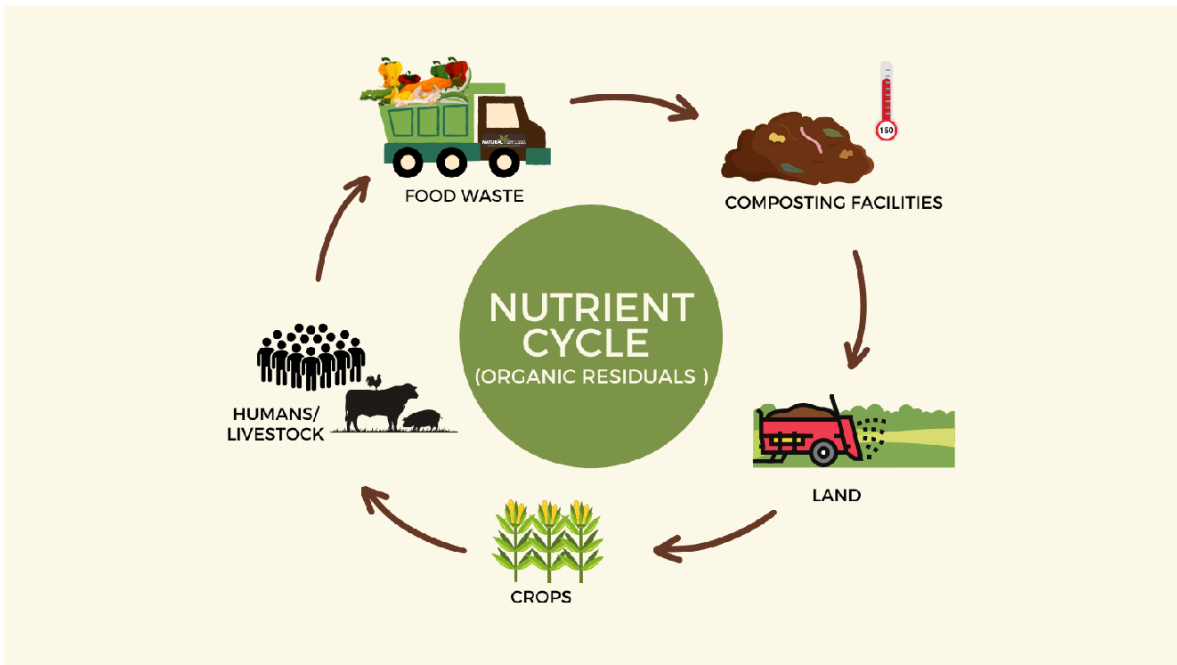 FOOD WASTE
150
COMPOSTING FACILITIES
NUTRIENT
CYCLE
(ORGANIC RESIDUALS )
HUMANS/
LIVESTOCK
LAND
CROPS